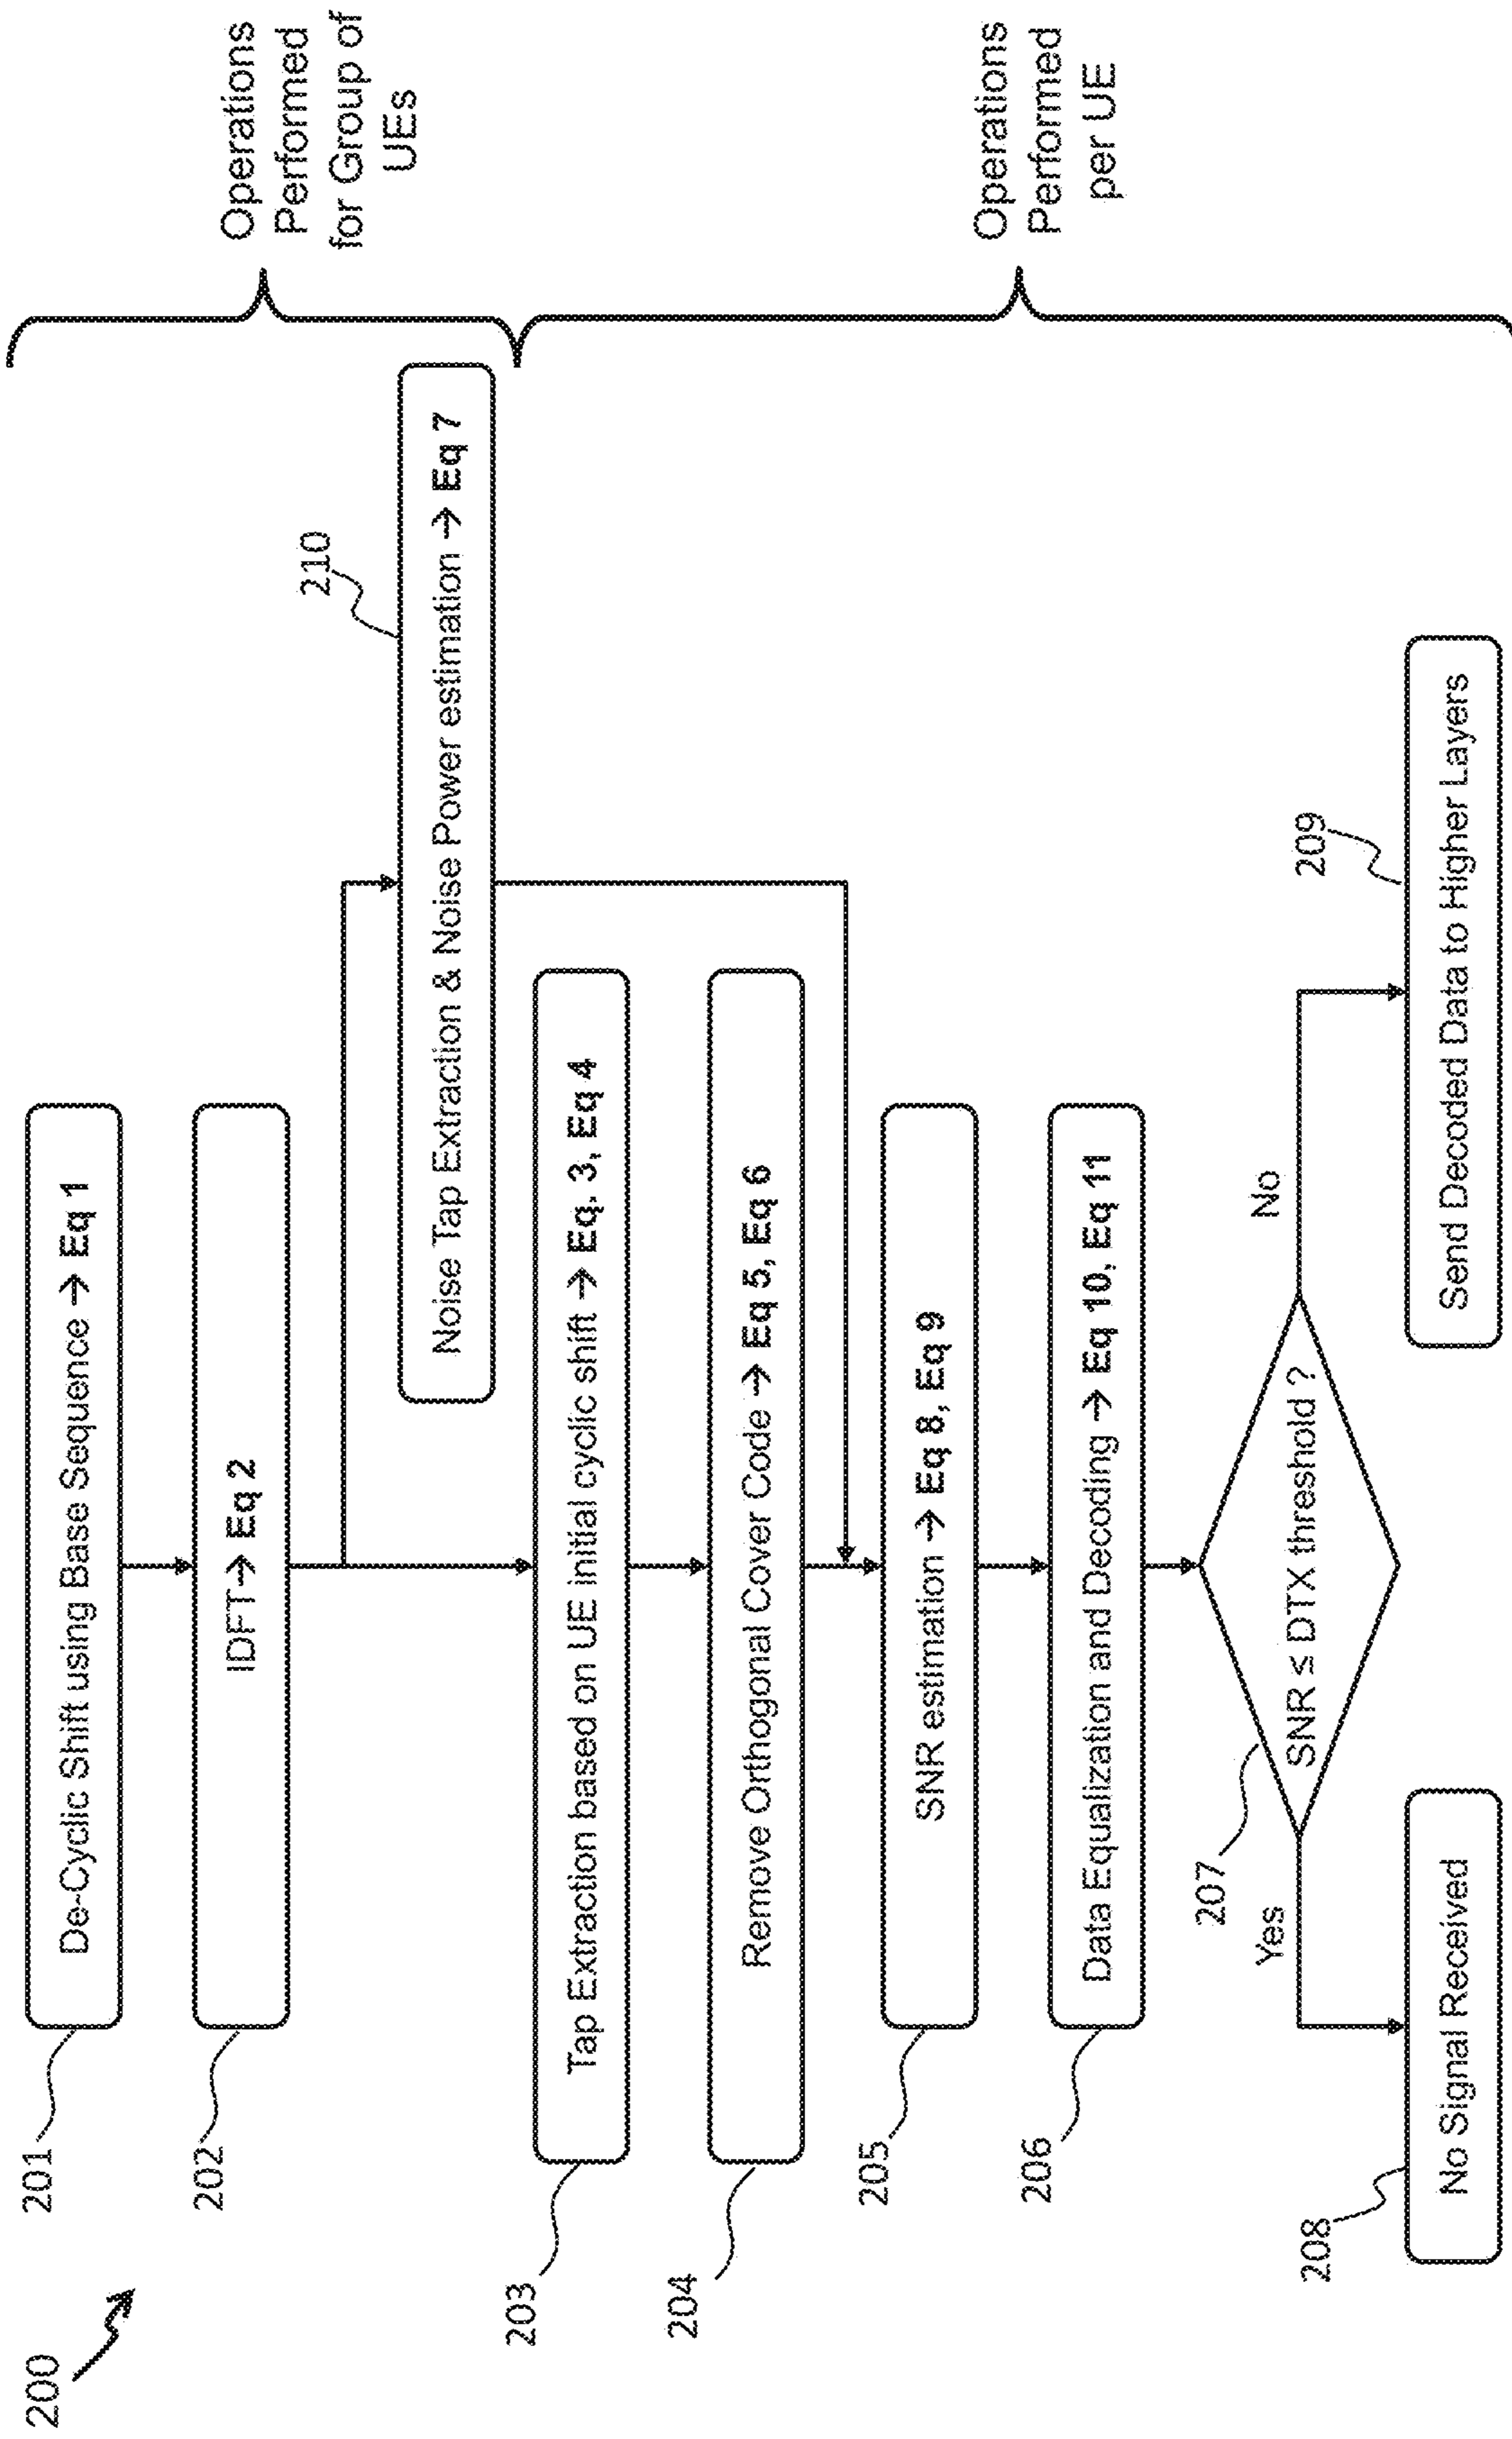 200
201
De-Cyclic Shift using Base Sequence → Eq 1
202
IDFT→ Eq 2
210
Noise Tap Extraction & Noise Power estimation → Eq 7
203
Tap Extraction based on UE initial cyclic shift → Eq. 3, Eq 4
204
Remove Orthogonal Cover Code → Eq 5, Eq 6
205
SNR estimation → Eq 8, Eq 9
206
Data Equalization and Decoding → Eq 10, Eq 11
207
SNR ≤ DTX threshold ?
Yes
No
208
No Signal Received
209
Send Decoded Data to Higher Layers
Operations
Performed
for Group of
UEs
Operations
Performed
per UE